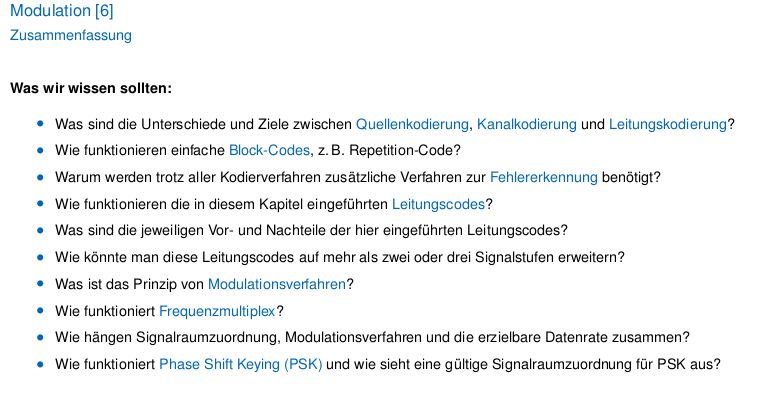 Modulation [6]
Zusammenfassung
Was wir wissen sollten:
• Was sind die Unterschiede und Ziele zwischen Quellenkodierung, Kanalkodierung und Leitungskodierung?
• Wie funktionieren einfache Block-Codes, z. B. Repetition-Code?
• Warum werden trotz aller Kodierverfahren zusätzliche Verfahren zur Fehlererkennung benötigt?
• Wie funktionieren die in diesem Kapitel eingeführten Leitungscodes?
• Was sind die jeweiligen Vor- und Nachteile der hier eingeführten Leitungscodes?
• Wie könnte man diese Leitungscodes auf mehr als zwei oder drei Signalstufen erweitern?
• Was ist das Prinzip von Modulationsverfahren?
• Wie funktioniert Frequenzmultiplex?
• Wie hängen Signalraumzuordnung, Modulationsverfahren und die erzielbare Datenrate zusammen?
• Wie funktioniert Phase Shift Keying (PSK) und wie sieht eine gültige Signalraumzuordnung für PSK aus?